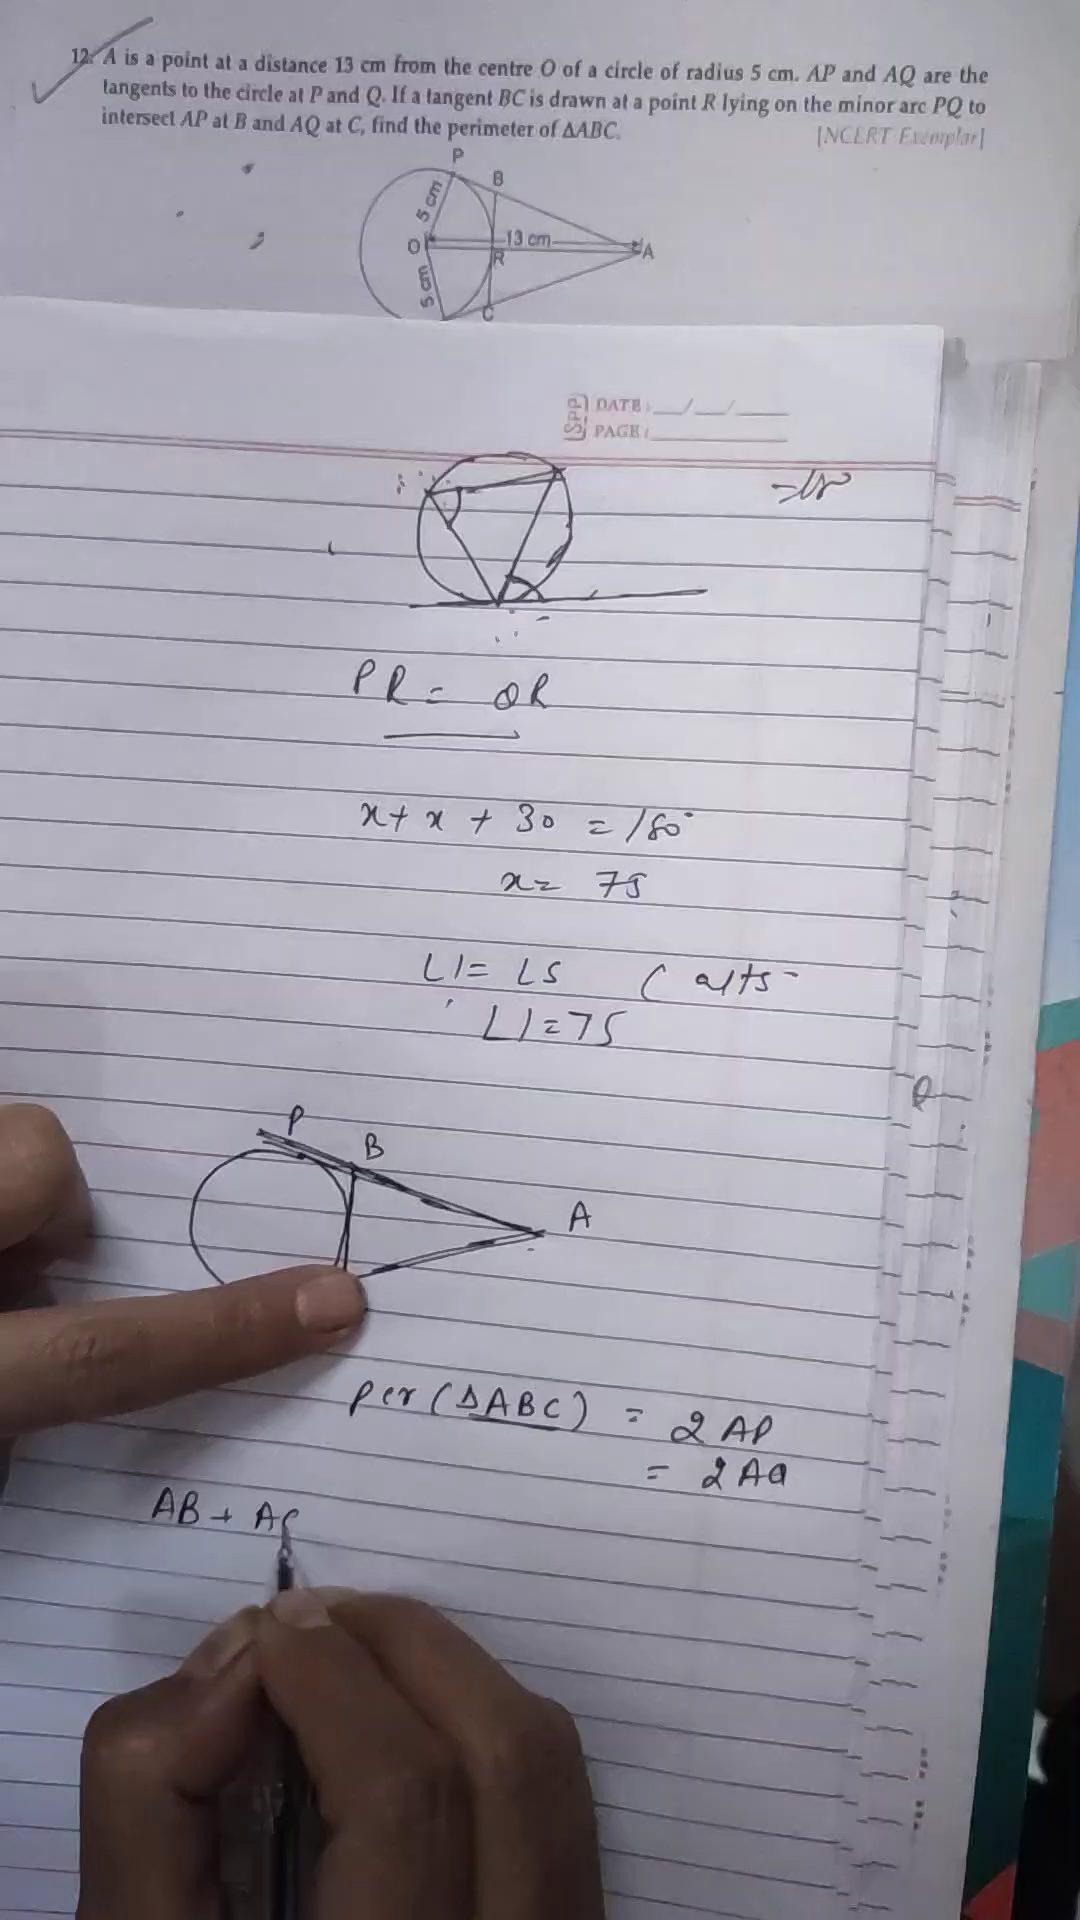 12. A is a point at a distance 13 cm from the centre O of a circle of radius 5 cm. AP and AQ are the
tangents to the circle at P and Q. If a tangent BC is drawn at a point R lying on the minor arc PQ to
intersect AP at B and AQ at C, find the perimeter of ΔABC. [NCERT Exemplar]
P
B
5 cm
O
13 cm
A
R
5 cm
C
SPP DATE: __/__/____
PAGE:
PR = QR
x + x + 30 = 180°
x = 75
∠1 = ∠5 (alts
∠1 = 75
P
B
A
per (ΔABC) = 2 AP
= 2 AQ
AB + AC